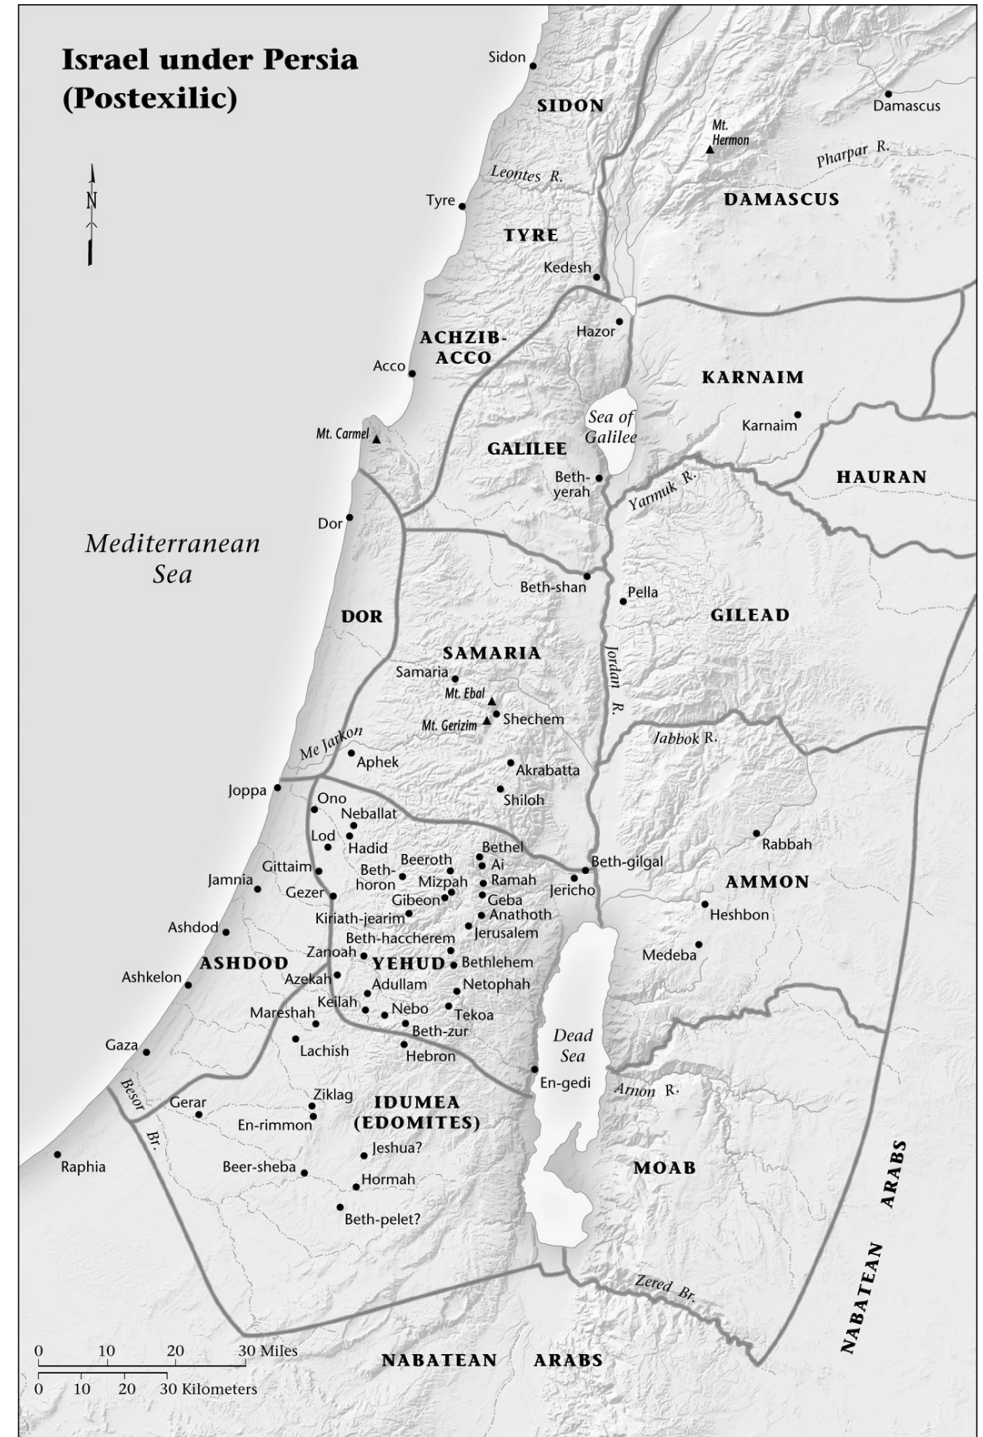 Israel under Persia
(Postexilic)
N
Sidon
SIDON
Damascus
Mt.
Hermon
Pharpar R.
Leontes R.
DAMASCUS
Tyre
TYRE
Kedesh
Hazor
ACHZIB-
ACCO
Acco
KARNAIM
Karnaim
Sea of
Galilee
Mt. Carmel
GALILEE
HAURAN
Beth-
yerah
Yarmuk R.
Dor
Mediterranean
Sea
Beth-shan
Pella
DOR
GILEAD
SAMARIA
Samaria
Mt. Ebal
Mt. Gerizim
Shechem
Jordan R.
Me Jarkon
Jabbok R.
Aphek
Akrabatta
Joppa
Shiloh
Ono
Neballat
Lod
Hadid
Rabbah
Bethel
Beeroth
Ai
Beth-gilgal
Gittaim
Beth-
horon
Mizpah
Ramah
Jericho
AMMON
Jamnia
Gezer
Gibeon
Geba
Kiriath-jearim
Anathoth
Heshbon
Ashdod
Jerusalem
Beth-haccherem
Zanoah
Medeba
ASHDOD
YEHUD
Bethlehem
Ashkelon
Azekah
Adullam
Netophah
Keilah
Mareshah
Nebo
Tekoa
Beth-zur
Gaza
Lachish
Hebron
Dead
Sea
En-gedi
Arnon R.
Besor
Br.
Gerar
Ziklag
En-rimmon
IDUMEA
(EDOMITES)
Jeshua?
Raphia
Beer-sheba
Hormah
MOAB
Beth-pelet?
NABATEAN ARABS
Zered Br.
0 10 20 30 Miles
0 10 20 30 Kilometers
NABATEAN ARABS